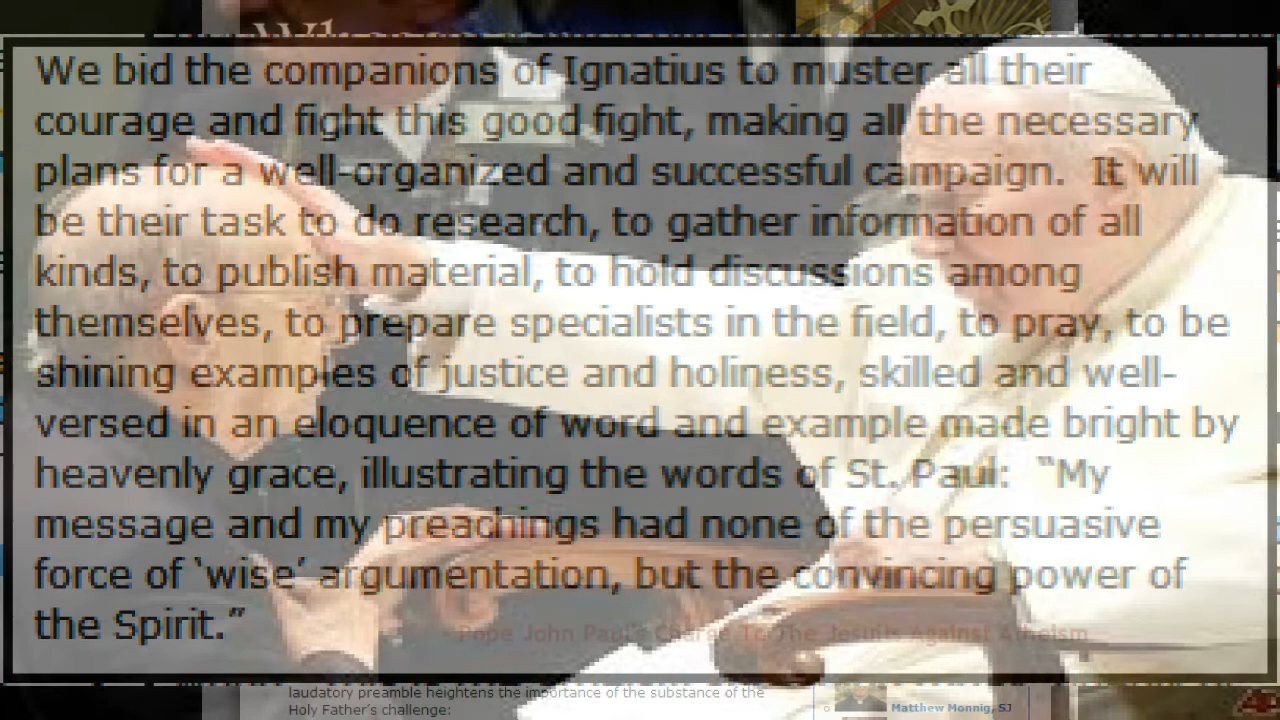 We bid the companions of Ignatius to muster all their
courage and fight this good fight, making all the necessary
plans for a well-organized and successful campaign. It will
be their task to do research, to gather information of all
kinds, to publish material, to hold discussions among
themselves, to prepare specialists in the field, to pray, to be
shining examples of justice and holiness, skilled and well-
versed in an eloquence of word and example made bright by
heavenly grace, illustrating the words of St. Paul: “My
message and my preachings had none of the persuasive
force of ‘wise’ argumentation, but the convincing power of
the Spirit.”
- Pope John Paul's Charge To The Jesuits Against Atheism
laudatory preamble heightens the importance of the substance of the
Holy Father's challenge:
Matthew Monnig, SJ